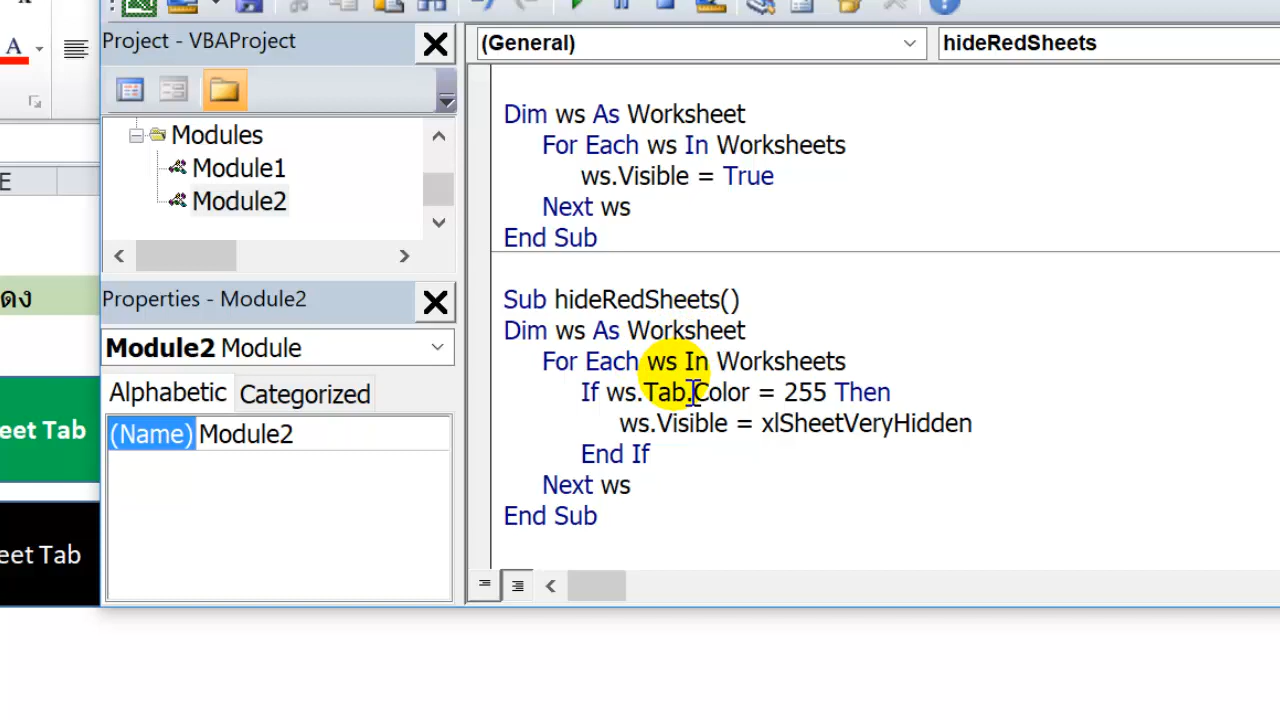 A
Project - VBAProject
Modules
Module1
Module2
Properties - Module2
Module2 Module
Alphabetic
Categorized
(Name) Module2
E
ดง
eet Tab
eet Tab
(General)
hideRedSheets
Dim ws As Worksheet
For Each ws In Worksheets
ws.Visible = True
Next ws
End Sub
Sub hideRedSheets()
Dim ws As Worksheet
For Each ws In Worksheets
If ws.Tab.Color = 255 Then
ws.Visible = xlSheetVeryHidden
End If
Next ws
End Sub